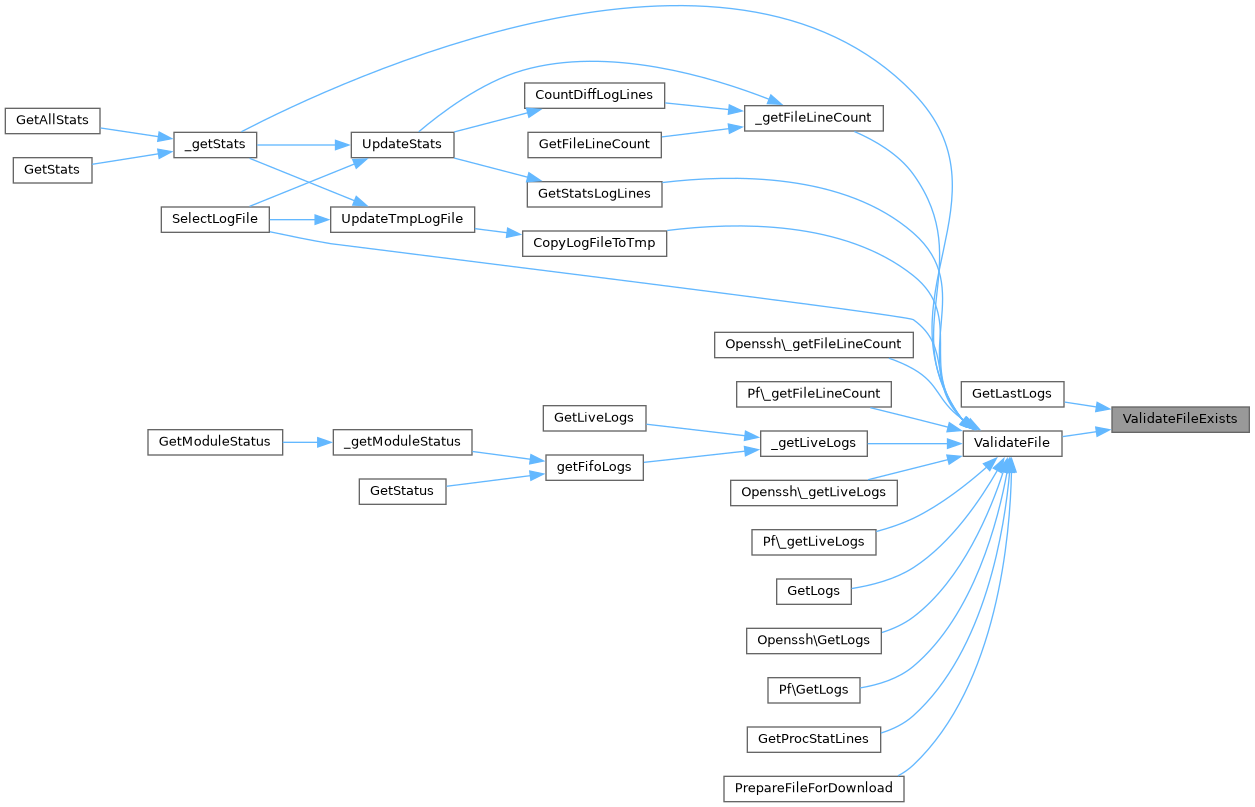 CountDiffLogLines
GetAllStats
_getFileLineCount
_getStats
UpdateStats
GetFileLineCount
GetStats
GetStatsLogLines
SelectLogFile
UpdateTmpLogFile
CopyLogFileToTmp
Openssh\_getFileLineCount
Pf\_getFileLineCount
GetLastLogs
ValidateFileExists
GetLiveLogs
GetModuleStatus
_getModuleStatus
_getLiveLogs
ValidateFile
getFifoLogs
GetStatus
Openssh\_getLiveLogs
Pf\_getLiveLogs
GetLogs
Openssh\GetLogs
Pf\GetLogs
GetProcStatLines
PrepareFileForDownload